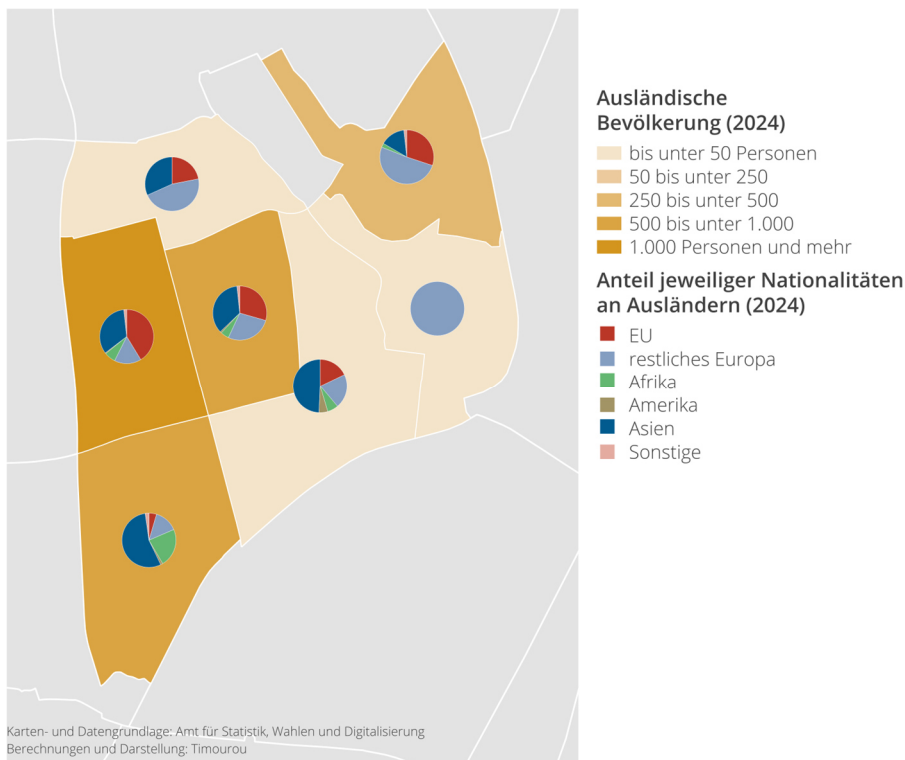 Ausländische
Bevölkerung (2024)
bis unter 50 Personen
50 bis unter 250
250 bis unter 500
500 bis unter 1.000
1.000 Personen und mehr
Anteil jeweiliger Nationalitäten
an Ausländern (2024)
EU
restliches Europa
Afrika
Amerika
Asien
Sonstige
Karten- und Datengrundlage: Amt für Statistik, Wahlen und Digitalisierung
Berechnungen und Darstellung: Timourou